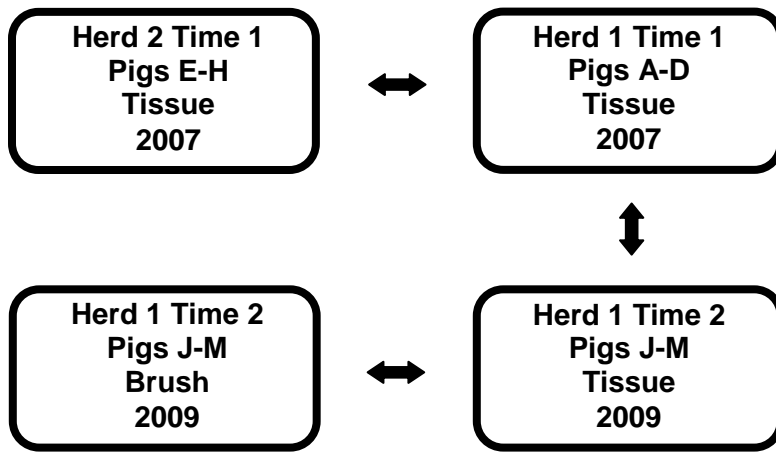 Herd 2 Time 1
Pigs E-H
Tissue
2007
Herd 1 Time 1
Pigs A-D
Tissue
2007
Herd 1 Time 2
Pigs J-M
Brush
2009
Herd 1 Time 2
Pigs J-M
Tissue
2009